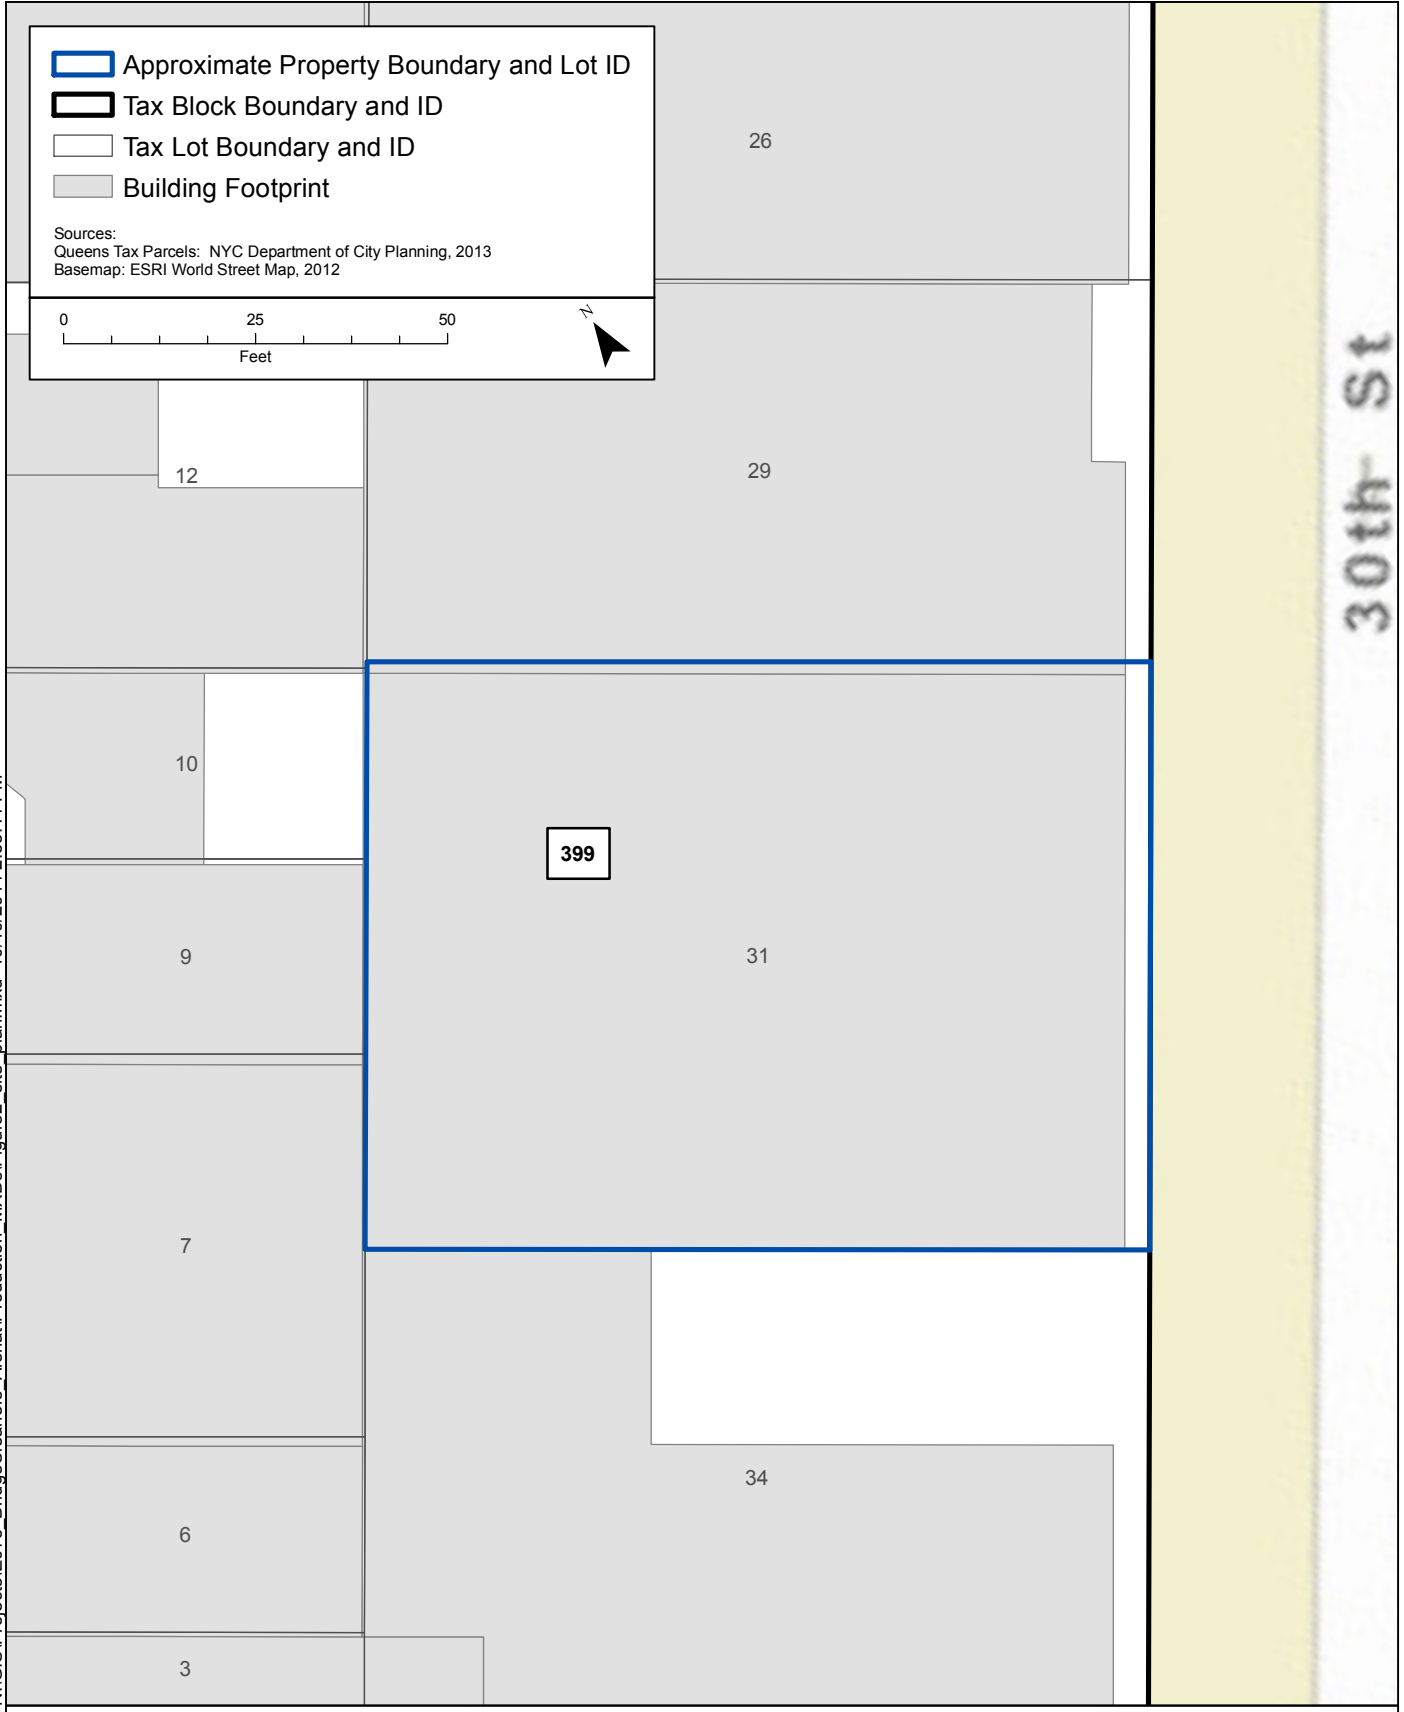 Approximate Property Boundary and Lot ID
Tax Block Boundary and ID
Tax Lot Boundary and ID
Building Footprint
Sources:
Queens Tax Parcels: NYC Department of City Planning, 2013
Basemap: ESRI World Street Map, 2012
0 25 50
Feet
N
26
29
12
30th St
10
399
9
31
7
34
6
3